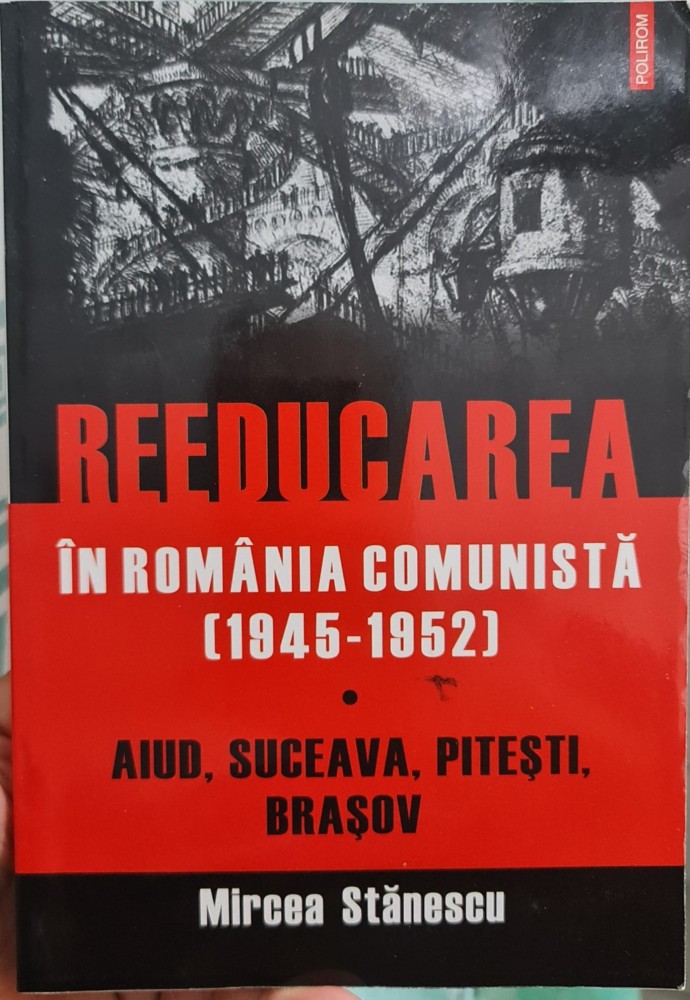 POLIROM
REEDUCAREA
ÎN ROMÂNIA COMUNISTĂ
(1945-1952)
•
AIUD, SUCEAVA, PITEŞTI,
BRAŞOV
Mircea Stănescu